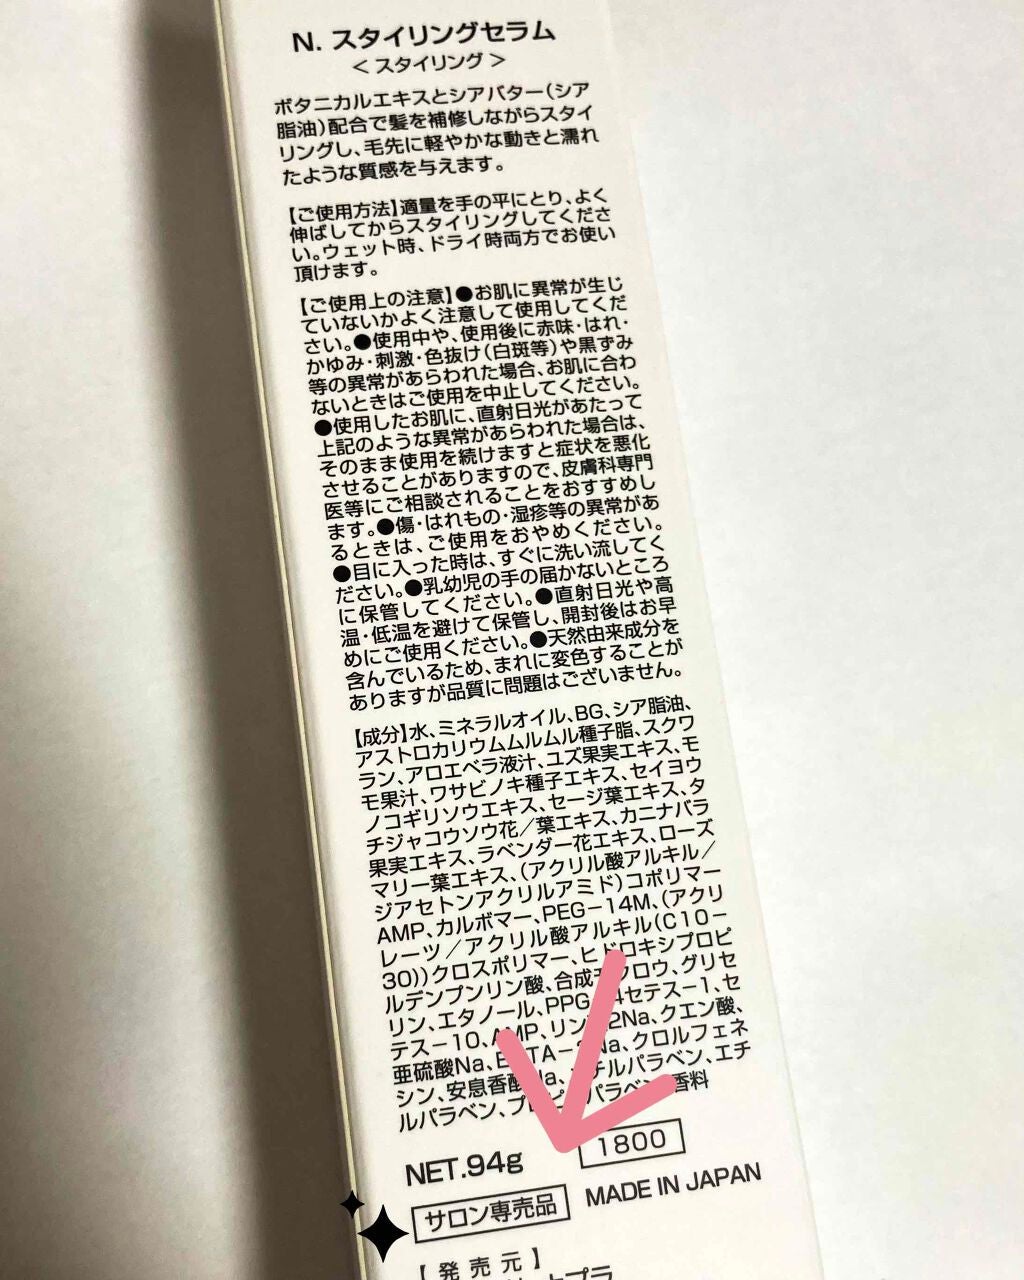 N. スタイリングセラム
＜スタイリング＞
ボタニカルエキスとシアバター（シア
脂油）配合で髪を補修しながらスタイ
リングし、毛先に軽やかな動きと濡れ
たような質感を与えます。
【ご使用方法】適量を手の平にとり、よく
伸ばしてからスタイリングしてくださ
い。ウェット時、ドライ時両方でお使い
頂けます。
【ご使用上の注意】●お肌に異常が生じ
ていないかよく注意して使用してくだ
さい。●使用中や、使用後に赤味・はれ・
かゆみ・刺激・色抜け（白斑等）や黒ずみ
等の異常があらわれた場合、お肌に合わ
ないときはご使用を中止してください。
●使用したお肌に、直射日光があたって
上記のような異常があらわれた場合は、
そのまま使用を続けますと症状を悪化
させることがありますので、皮膚科専門
医等にご相談されることをおすすめし
ます。●傷・はれもの・湿疹等の異常があ
るときは、ご使用をおやめください。
●目に入った時は、すぐに洗い流してく
ださい。●乳幼児の手の届かないところ
に保管してください。●直射日光や高
温・低温を避けて保管し、開封後はお早
めにご使用ください。●天然由来成分を
含んでいるため、まれに変色することが
ありますが品質に問題はございません。
【成分】水、ミネラルオイル、BG、シア脂油、
アストロカリウムムルムル種子脂、スクワ
ラン、アロエベラ液汁、ユズ果実エキス、モ
モ果汁、ワサビノキ種子エキス、セイヨウ
ノコギリソウエキス、セージ葉エキス、タ
チジャコウソウ花／葉エキス、カニナバラ
果実エキス、ラベンダー花エキス、ローズ
マリー葉エキス、（アクリル酸アルキル／
ジアセトンアクリルアミド）コポリマー
AMP、カルボマー、PEG－14M、（アクリ
レーツ／アクリル酸アルキル（C10－
30））クロスポリマー、ヒドロキシプロピ
ルデンプンリン酸、合成モクロウ、グリセ
リン、エタノール、PPG 4セテス－1、セ
テス－10、AMP、リン 2Na、クエン酸、
亜硫酸Na、E TA－ Na、クロルフェネ
シン、安息香酸Na、 チルパラベン、エチ
ルパラベン、プロピ パラベン、香料
NET.94g 1800
サロン専売品 MADE IN JAPAN
【発売元】